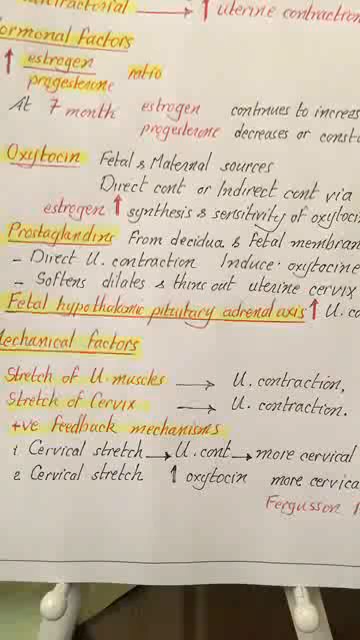 ↑ uterine contraction
Hormonal factors
↑ estrogen
progesterone ratio
At 7 month estrogen continues to increas
progesterone decreases or const
Oxytocin Fetal & Maternal sources
Direct cont or Indirect cont via
estrogen ↑ synthesis & sensitivity of oxytoci
Prostaglandins From decidua & Fetal membran
- Direct U. contraction Induce oxytocine
- Softens dilates & thins out uterine cervix
Fetal hypothalamic pituitary adrenal axis ↑ U. co
Mechanical factors
Stretch of U. muscles → U. contraction.
Stretch of Cervix → U. contraction.
+ve feedback mechanisms
1 Cervical stretch → U. cont → more cervical
2 Cervical stretch ↑ oxytocin more cervica
Fergusson